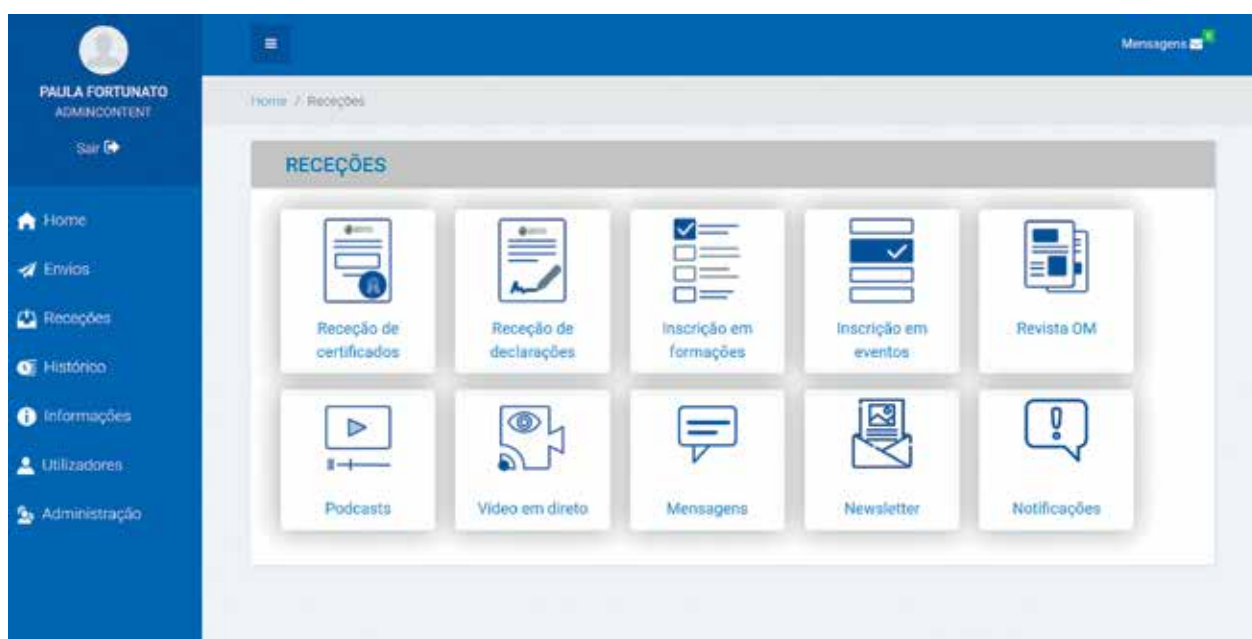 PAULA FORTUNATO
ADMINCONTENT
Sair
Home
Envios
Receções
Histórico
Informações
Utilizadores
Administração
Mensagens
Home / Receções
RECEÇÕES
Receção de
certificados
Receção de
declarações
Inscrição em
formações
Inscrição em
eventos
Revista OM
Podcasts
Vídeo em direto
Mensagens
Newsletter
Notificações